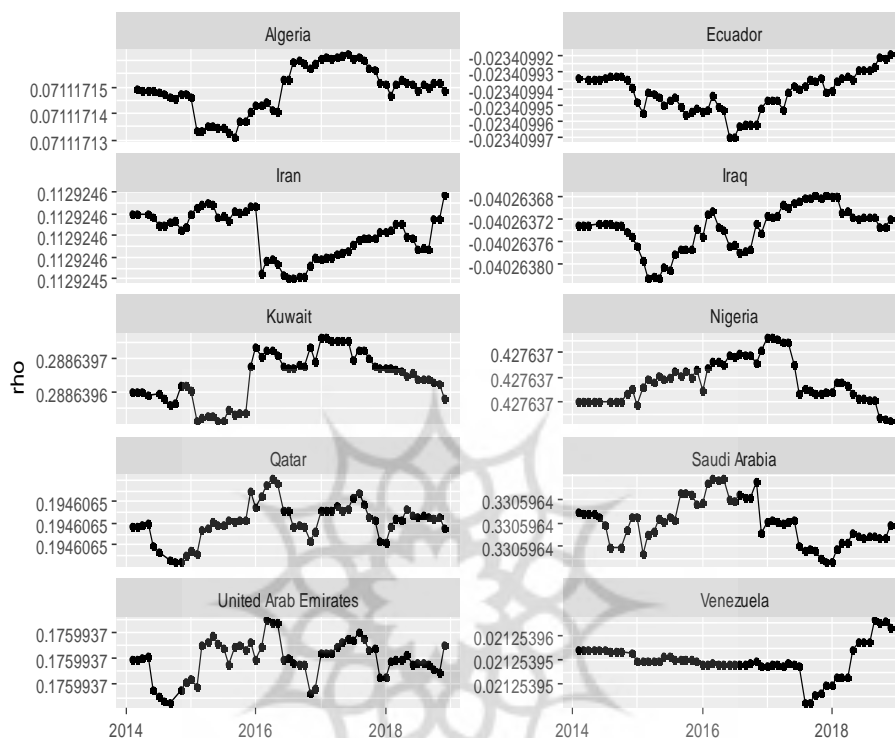 Algeria
Ecuador
0.07111715
0.07111714
0.07111713
-0.02340992
-0.02340993
-0.02340994
-0.02340995
-0.02340996
-0.02340997
Iran
Iraq
0.1129246
0.1129246
0.1129246
0.1129246
0.1129245
-0.04026368
-0.04026372
-0.04026376
-0.04026380
Kuwait
Nigeria
0.2886397
0.2886396
0.427637
0.427637
0.427637
rho
Qatar
Saudi Arabia
0.1946065
0.1946065
0.1946065
0.3305964
0.3305964
0.3305964
United Arab Emirates
Venezuela
0.1759937
0.1759937
0.1759937
0.02125396
0.02125395
0.02125395
2014 2016 2018
2014 2016 2018